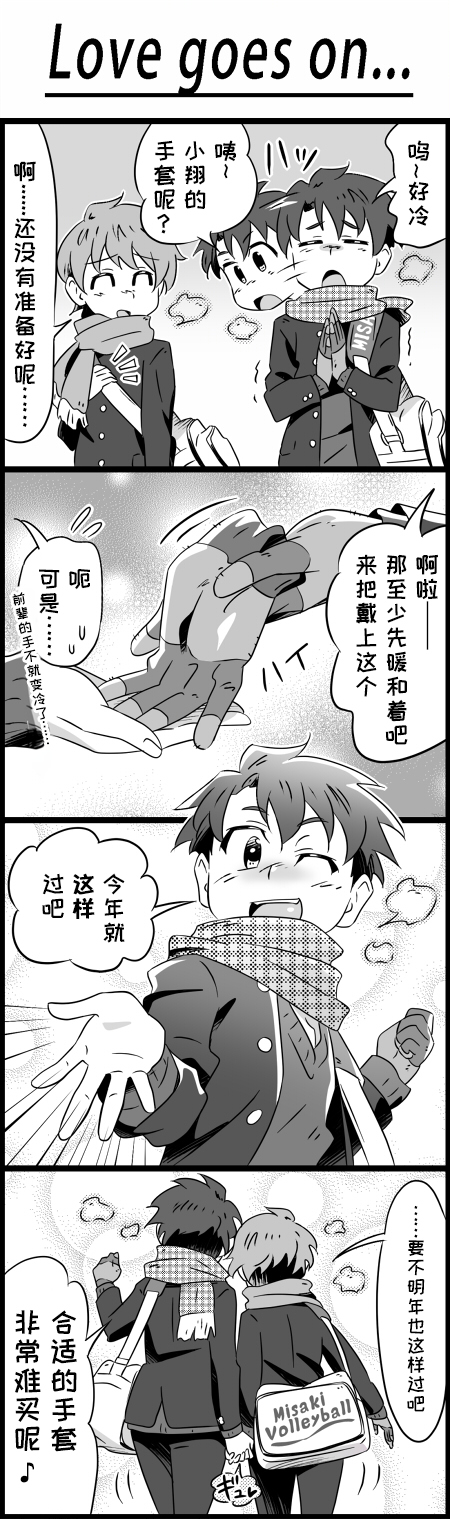 Love goes on...
呜~好冷
MISA
ハッ
咦~
小翔的
手套呢?
啊……还没有准备好呢……
啊啦——
那至少先暖和着吧
来把戴上这个
ハイ
呃
可是……
前辈的手不就变冷了……
今年就
这样
过吧
……要不明年也这样过吧
Misaki
Volleyball
合适的手套
非常难买呢♪
ギュ♥